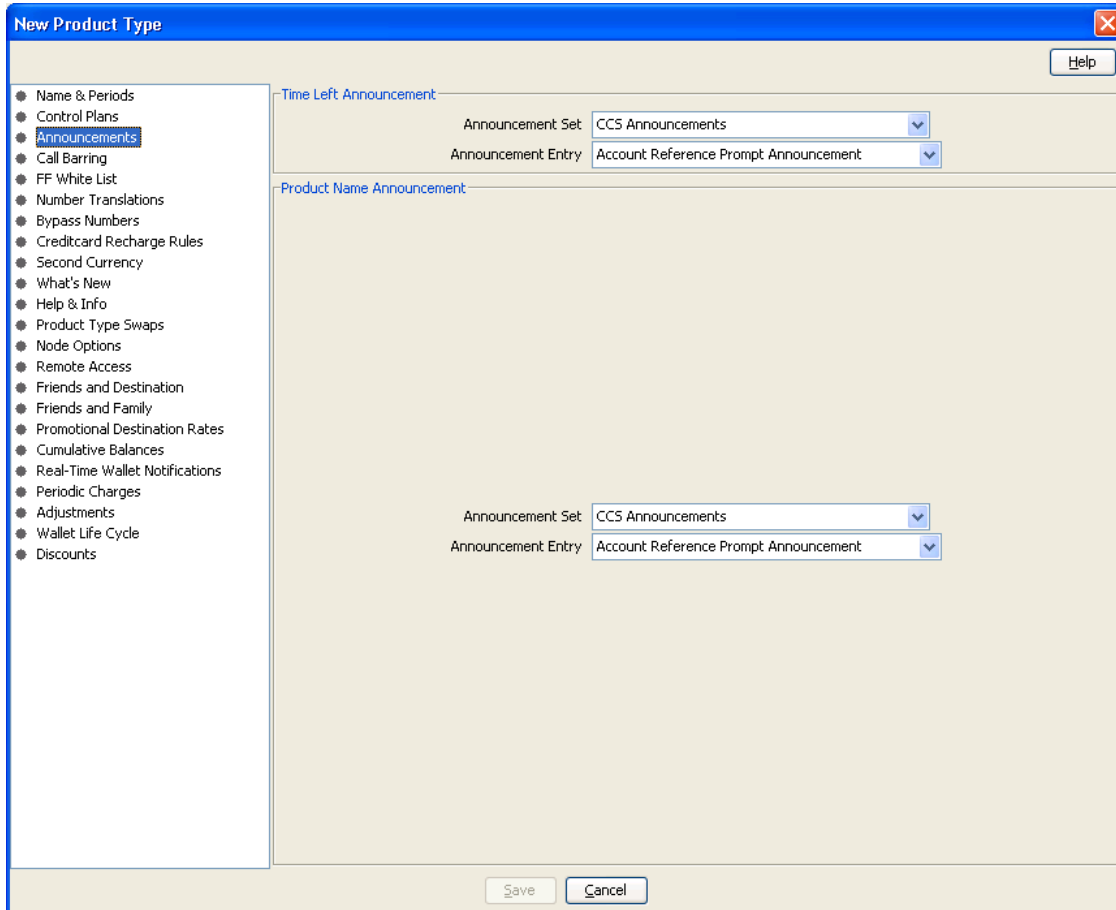 New Product Type
Help
Name & Periods
Control Plans
Announcements
Call Barring
FF White List
Number Translations
Bypass Numbers
Creditcard Recharge Rules
Second Currency
What's New
Help & Info
Product Type Swaps
Node Options
Remote Access
Friends and Destination
Friends and Family
Promotional Destination Rates
Cumulative Balances
Real-Time Wallet Notifications
Periodic Charges
Adjustments
Wallet Life Cycle
Discounts
Time Left Announcement
Announcement Set CCS Announcements
Announcement Entry Account Reference Prompt Announcement
Product Name Announcement
Announcement Set CCS Announcements
Announcement Entry Account Reference Prompt Announcement
Save Cancel